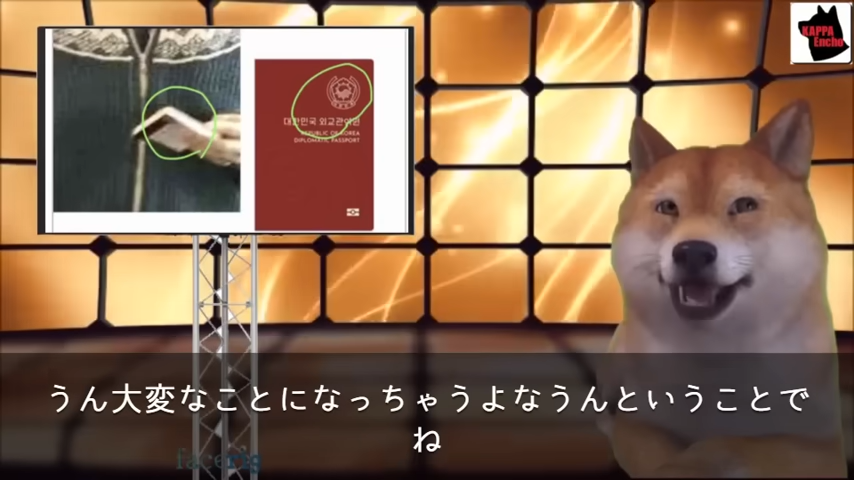 KAPPA
Encho
대한민국 외교관여권
REPUBLIC OF KOREA
DIPLOMATIC PASSPORT
うん大変なことになっちゃうよなうんということで
ね
facerig